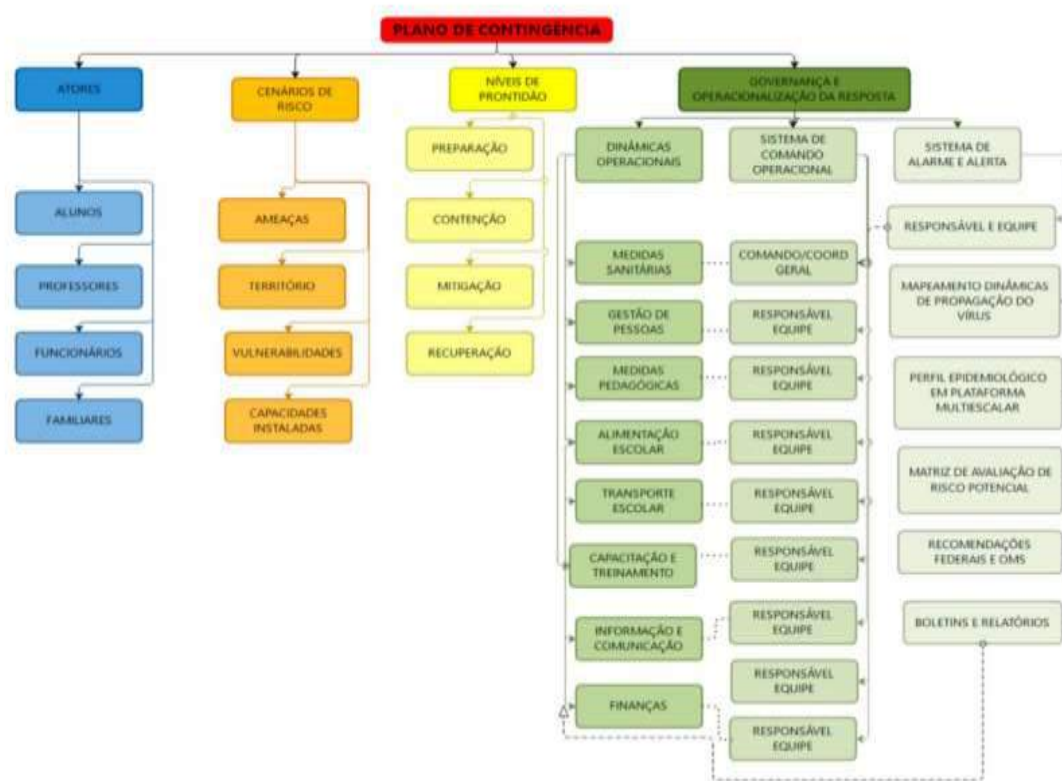 PLANO DE CONTINGÊNCIA
ATORES
CENÁRIOS DE
RISCO
NÍVEIS DE
PRONTIDÃO
GOVERNANÇA E
OPERACIONALIZAÇÃO DA RESPOSTA
ALUNOS
PROFESSORES
FUNCIONÁRIOS
FAMILIARES
AMEAÇAS
TERRITÓRIO
VULNERABILIDADES
CAPACIDADES
INSTALADAS
PREPARAÇÃO
CONTENÇÃO
MITIGAÇÃO
RECUPERAÇÃO
DINÂMICAS
OPERACIONAIS
MEDIDAS
SANITÁRIAS
GESTÃO DE
PESSOAS
MEDIDAS
PEDAGÓGICAS
ALIMENTAÇÃO
ESCOLAR
TRANSPORTE
ESCOLAR
CAPACITAÇÃO E
TREINAMENTO
INFORMAÇÃO E
COMUNICAÇÃO
FINANÇAS
SISTEMA DE
COMANDO
OPERACIONAL
COMANDO/COORD
GERAL
RESPONSÁVEL
EQUIPE
RESPONSÁVEL
EQUIPE
RESPONSÁVEL
EQUIPE
RESPONSÁVEL
EQUIPE
RESPONSÁVEL
EQUIPE
RESPONSÁVEL
EQUIPE
RESPONSÁVEL
EQUIPE
RESPONSÁVEL
EQUIPE
SISTEMA DE
ALARME E ALERTA
RESPONSÁVEL E EQUIPE
MAPEAMENTO DINÂMICAS
DE PROPAGAÇÃO DO
VÍRUS
PERFIL EPIDEMIOLÓGICO
EM PLATAFORMA
MULTIESCALAR
MATRIZ DE AVALIAÇÃO DE
RISCO POTENCIAL
RECOMENDAÇÕES
FEDERAIS E OMS
BOLETINS E RELATÓRIOS